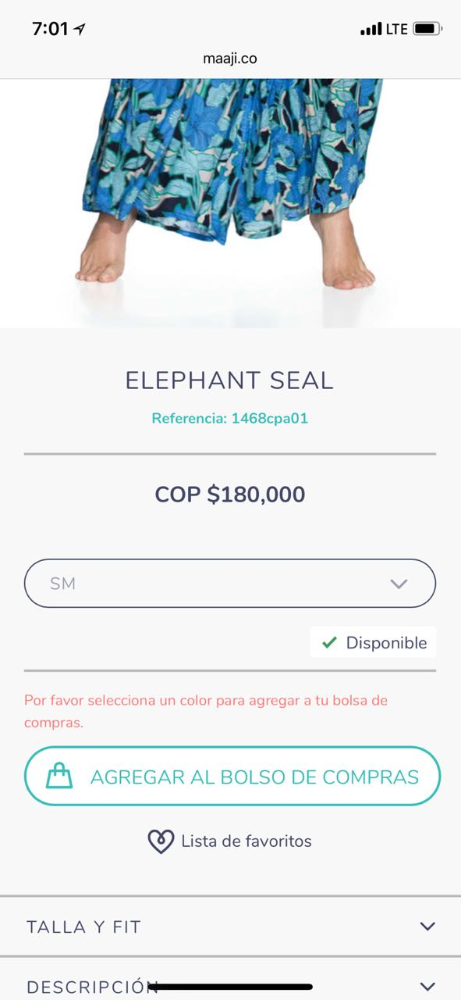 7:01
LTE
maaji.co
ELEPHANT SEAL
Referencia: 1468cpa01
COP $180,000
SM
Disponible
Por favor selecciona un color para agregar a tu bolsa de
compras.
AGREGAR AL BOLSO DE COMPRAS
Lista de favoritos
TALLA Y FIT
DESCRIPCIÓN